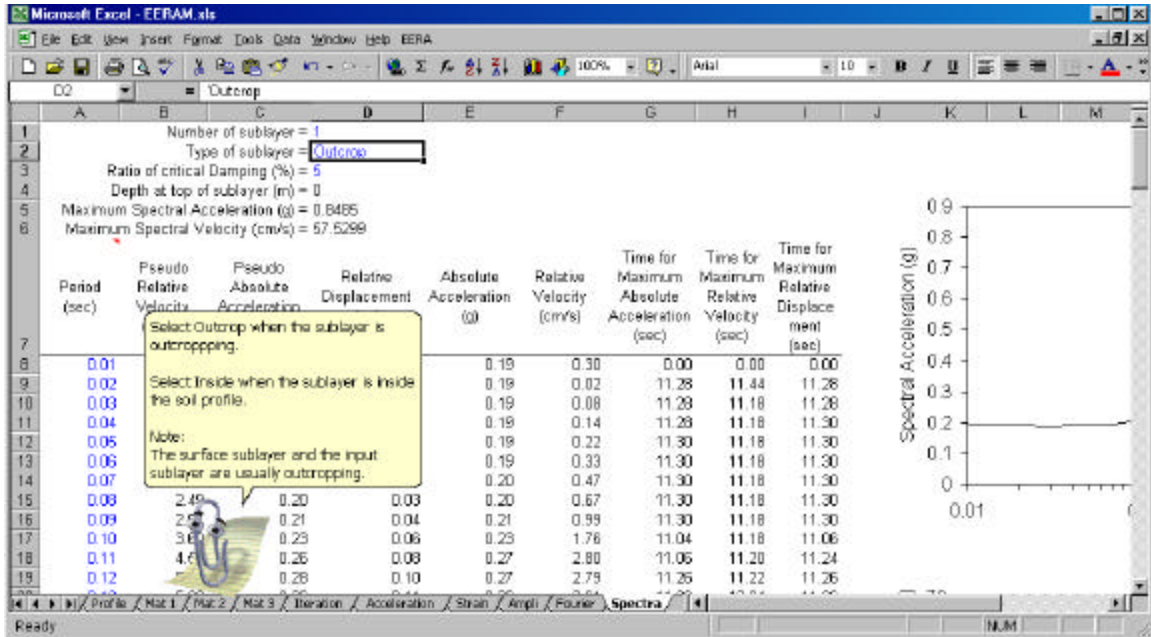 Microsoft Excel - EERAM.xls
File Edit View Insert Format Tools Data Window Help EERA
100% Arial 10 B I U A
D2 = 'Outcrop
A B C D E F G H I J K L M
1 Number of sublayer = 1
2 Type of sublayer = Outcrop
3 Ratio of critical Damping (%) = 5
4 Depth at top of sublayer (m) = 0
5 Maximum Spectral Acceleration (g) = 0.8485
6 Maximum Spectral Velocity (cm/s) = 57.5299
7
Period
(sec)
Pseudo
Relative
Velocity
Pseudo
Absolute
Acceleration
Relative
Displacement
Absolute
Acceleration
(g)
Relative
Velocity
(cm/s)
Time for
Maximum
Absolute
Acceleration
(sec)
Time for
Maximum
Relative
Velocity
(sec)
Time for
Maximum
Relative
Displace
ment
(sec)
8 0.01 0.19 0.30 0.00 0.00 0.00
9 0.02 0.19 0.02 11.28 11.44 11.28
10 0.03 0.19 0.08 11.28 11.18 11.28
11 0.04 0.19 0.14 11.28 11.18 11.30
12 0.05 0.19 0.22 11.30 11.18 11.30
13 0.06 0.19 0.33 11.30 11.18 11.30
14 0.07 0.20 0.47 11.30 11.18 11.30
15 0.08 2.49 0.20 0.03 0.20 0.67 11.30 11.18 11.30
16 0.09 0.21 0.04 0.21 0.99 11.30 11.18 11.30
17 0.10 0.23 0.06 0.23 1.76 11.04 11.18 11.06
18 0.11 0.26 0.08 0.27 2.80 11.06 11.20 11.24
19 0.12 0.28 0.10 0.27 2.79 11.26 11.22 11.26
Select Outcrop when the sublayer is
outcroppping.
Select Inside when the sublayer is inside
the soil profile.
Note:
The surface sublayer and the input
sublayer are usually outcropping.
Spectral Acceleration (g)
0.9
0.8
0.7
0.6
0.5
0.4
0.3
0.2
0.1
0
0.01
Profile Mat 1 Mat 2 Mat 3 Iteration Acceleration Strain Ampli Fourier Spectra
Ready NUM